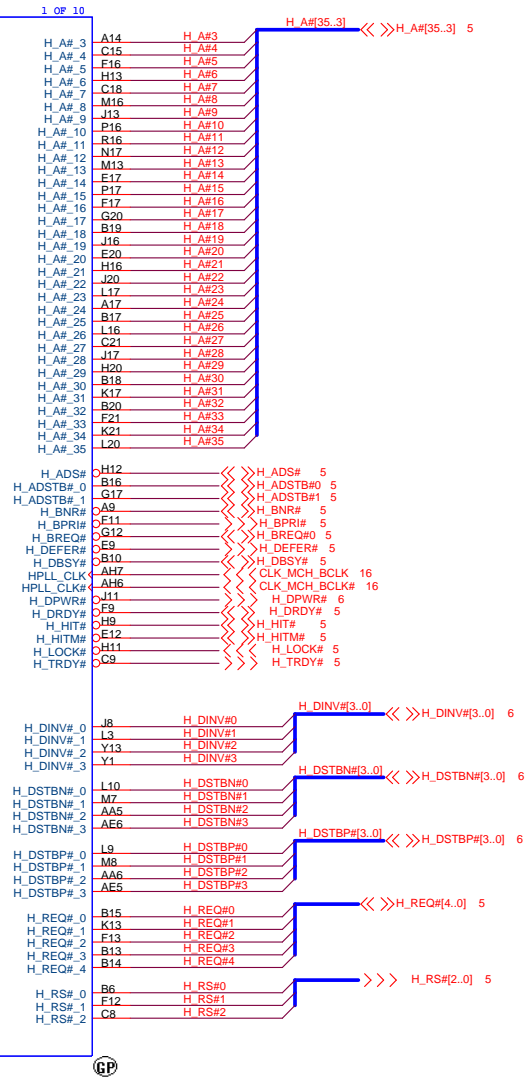 1 OF 10
H_A#[35..3] H_A#[35..3] 5
H_A#_3 A14 H_A#3
H_A#_4 C15 H_A#4
H_A#_5 F16 H_A#5
H_A#_6 H13 H_A#6
H_A#_7 C18 H_A#7
H_A#_8 M16 H_A#8
H_A#_9 J13 H_A#9
H_A#_10 P16 H_A#10
H_A#_11 R16 H_A#11
H_A#_12 N17 H_A#12
H_A#_13 M13 H_A#13
H_A#_14 E17 H_A#14
H_A#_15 P17 H_A#15
H_A#_16 F17 H_A#16
H_A#_17 G20 H_A#17
H_A#_18 B19 H_A#18
H_A#_19 J16 H_A#19
H_A#_20 E20 H_A#20
H_A#_21 H16 H_A#21
H_A#_22 J20 H_A#22
H_A#_23 L17 H_A#23
H_A#_24 A17 H_A#24
H_A#_25 B17 H_A#25
H_A#_26 L16 H_A#26
H_A#_27 C21 H_A#27
H_A#_28 J17 H_A#28
H_A#_29 H20 H_A#29
H_A#_30 B18 H_A#30
H_A#_31 K17 H_A#31
H_A#_32 B20 H_A#32
H_A#_33 F21 H_A#33
H_A#_34 K21 H_A#34
H_A#_35 L20 H_A#35
H_ADS# H12 H_ADS# 5
H_ADSTB#_0 B16 H_ADSTB#0 5
H_ADSTB#_1 G17 H_ADSTB#1 5
H_BNR# A9 H_BNR# 5
H_BPRI# F11 H_BPRI# 5
H_BREQ# G12 H_BREQ#0 5
H_DEFER# E9 H_DEFER# 5
H_DBSY# B10 H_DBSY# 5
HPLL_CLK AH7 CLK_MCH_BCLK 16
HPLL_CLK# AH6 CLK_MCH_BCLK# 16
H_DPWR# J11 H_DPWR# 6
H_DRDY# F9 H_DRDY# 5
H_HIT# H9 H_HIT# 5
H_HITM# E12 H_HITM# 5
H_LOCK# H11 H_LOCK# 5
H_TRDY# C9 H_TRDY# 5
H_DINV#[3..0] H_DINV#[3..0] 6
H_DINV#_0 J8 H_DINV#0
H_DINV#_1 L3 H_DINV#1
H_DINV#_2 Y13 H_DINV#2
H_DINV#_3 Y1 H_DINV#3
H_DSTBN#[3..0] H_DSTBN#[3..0] 6
H_DSTBN#_0 L10 H_DSTBN#0
H_DSTBN#_1 M7 H_DSTBN#1
H_DSTBN#_2 AA5 H_DSTBN#2
H_DSTBN#_3 AE6 H_DSTBN#3
H_DSTBP#[3..0] H_DSTBP#[3..0] 6
H_DSTBP#_0 L9 H_DSTBP#0
H_DSTBP#_1 M8 H_DSTBP#1
H_DSTBP#_2 AA6 H_DSTBP#2
H_DSTBP#_3 AE5 H_DSTBP#3
H_REQ#[4..0] 5
H_REQ#_0 B15 H_REQ#0
H_REQ#_1 K13 H_REQ#1
H_REQ#_2 F13 H_REQ#2
H_REQ#_3 B13 H_REQ#3
H_REQ#_4 B14 H_REQ#4
H_RS#[2..0] 5
H_RS#_0 B6 H_RS#0
H_RS#_1 F12 H_RS#1
H_RS#_2 C8 H_RS#2
GP